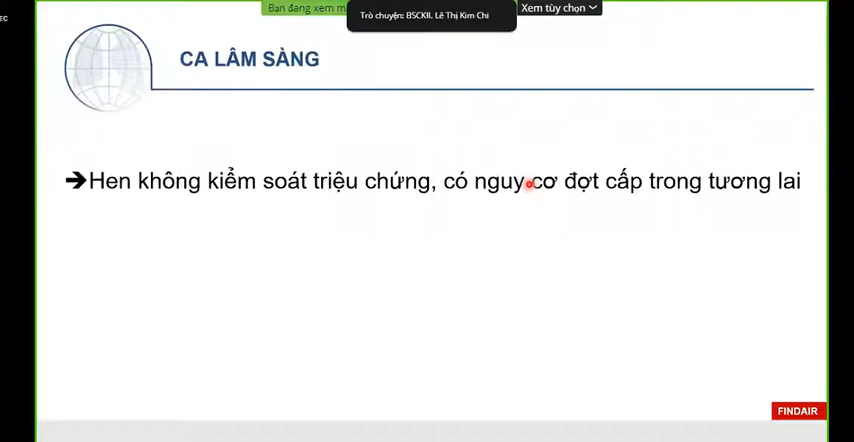 EC
Bạn đang xem m
Trò chuyện: BSCKII. Lê Thị Kim Chi
Xem tùy chọn
CA LÂM SÀNG
➔Hen không kiểm soát triệu chứng, có nguy cơ đợt cấp trong tương lai
FINDAIR